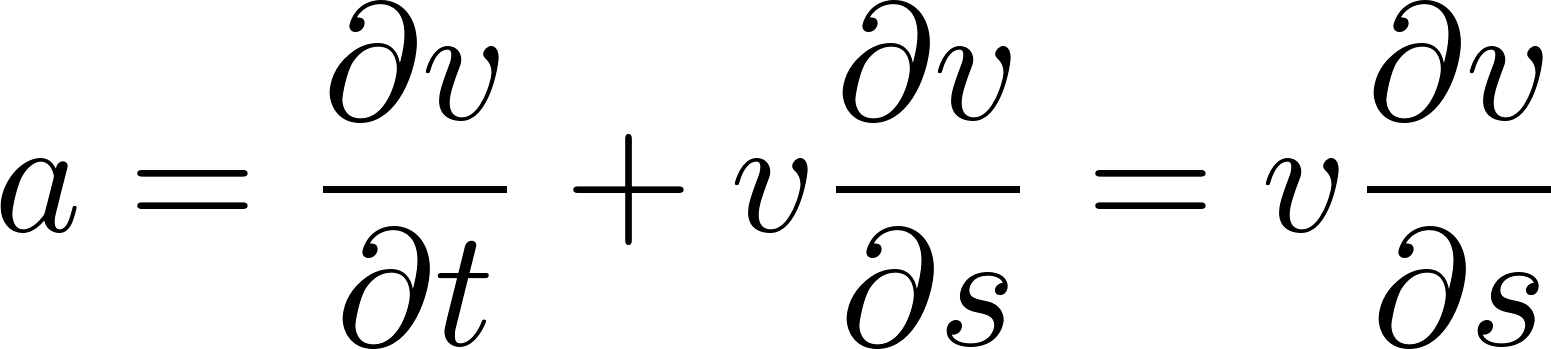 a = ∂v/∂t + v ∂v/∂s = v ∂v/∂s